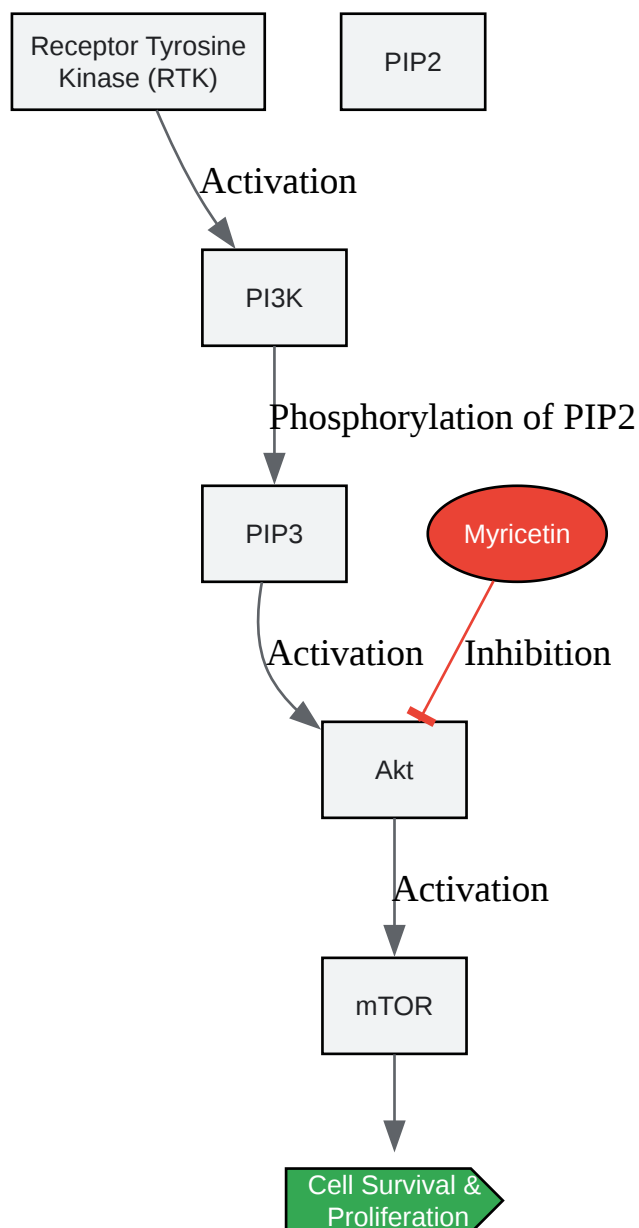 Receptor Tyrosine
Kinase (RTK)
PIP2
Activation
PI3K
Phosphorylation of PIP2
PIP3
Myricetin
Activation
Inhibition
Akt
Activation
mTOR
Cell Survival &
Proliferation